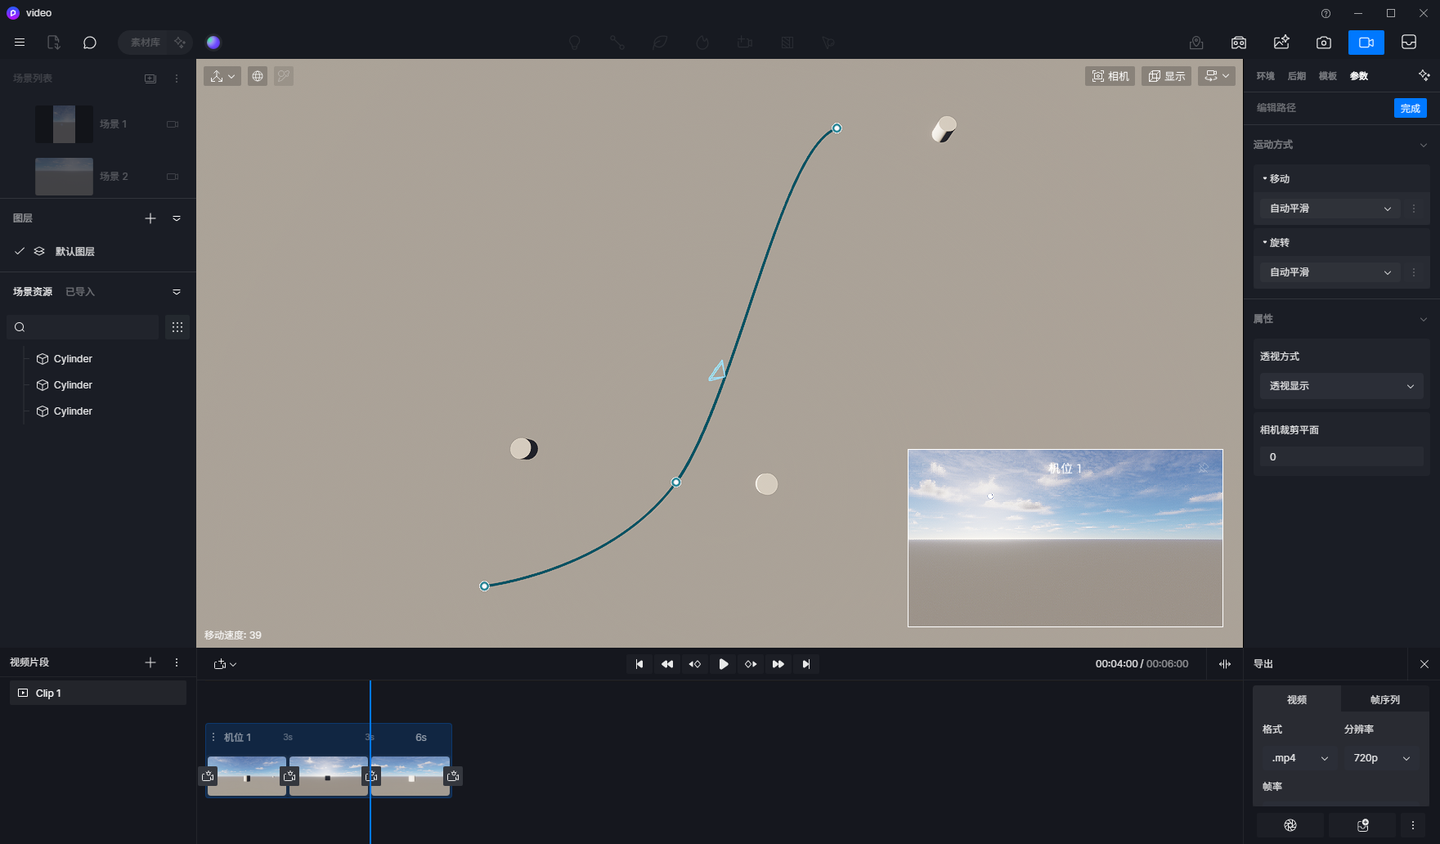 video
素材库
场景列表
场景 1
场景 2
图层
默认图层
场景资源 已导入
Cylinder
Cylinder
Cylinder
相机
显示
机位 1
移动速度: 39
环境 后期 模板 参数
编辑路径 完成
运动方式
移动
自动平滑
旋转
自动平滑
属性
透视方式
透视显示
相机裁剪平面
0
视频片段
Clip 1
00:04:00 / 00:06:00
机位 1 3s 3s 6s
导出
视频 帧序列
格式 分辨率
.mp4 720p
帧率